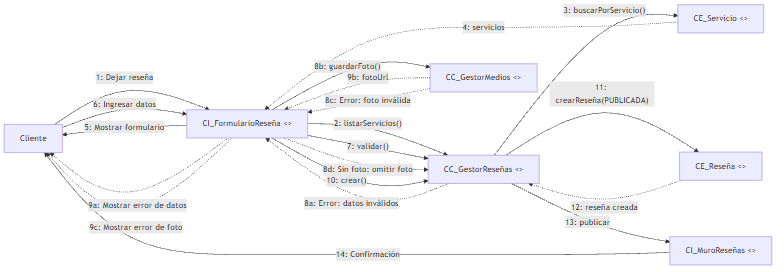 3: buscarPorServicio()
CE_Servicio <>
4: servicios
8b: guardarFoto()
1: Dejar reseña
9b: fotoUrl
CC_GestorMedios <>
8c: Error: foto inválida
11:
crearReseña(PUBLICADA)
6: Ingresar datos
CI_FormularioReseña <>
2: listarServicios()
5: Mostrar formulario
Cliente
7: validar()
8d: Sin foto: omitir foto
CC_GestorReseñas <>
CE_Reseña <>
10: crear()
8a: Error: datos inválidos
9a: Mostrar error de datos
12: reseña creada
9c: Mostrar error de foto
13: publicar
CI_MuroReseñas <>
14: Confirmación